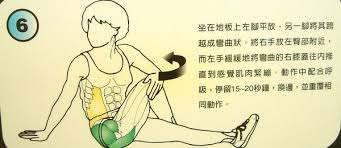 6
坐在地板上左腳平放，另一腳將其跨
越成彎曲狀。將右手放在臀部附近，
而左手緩緩地將彎曲的右膝蓋往內推
直到感覺肌肉緊繃。動作中配合呼
吸，停留15~20秒鐘，換邊，並重覆相
同動作。